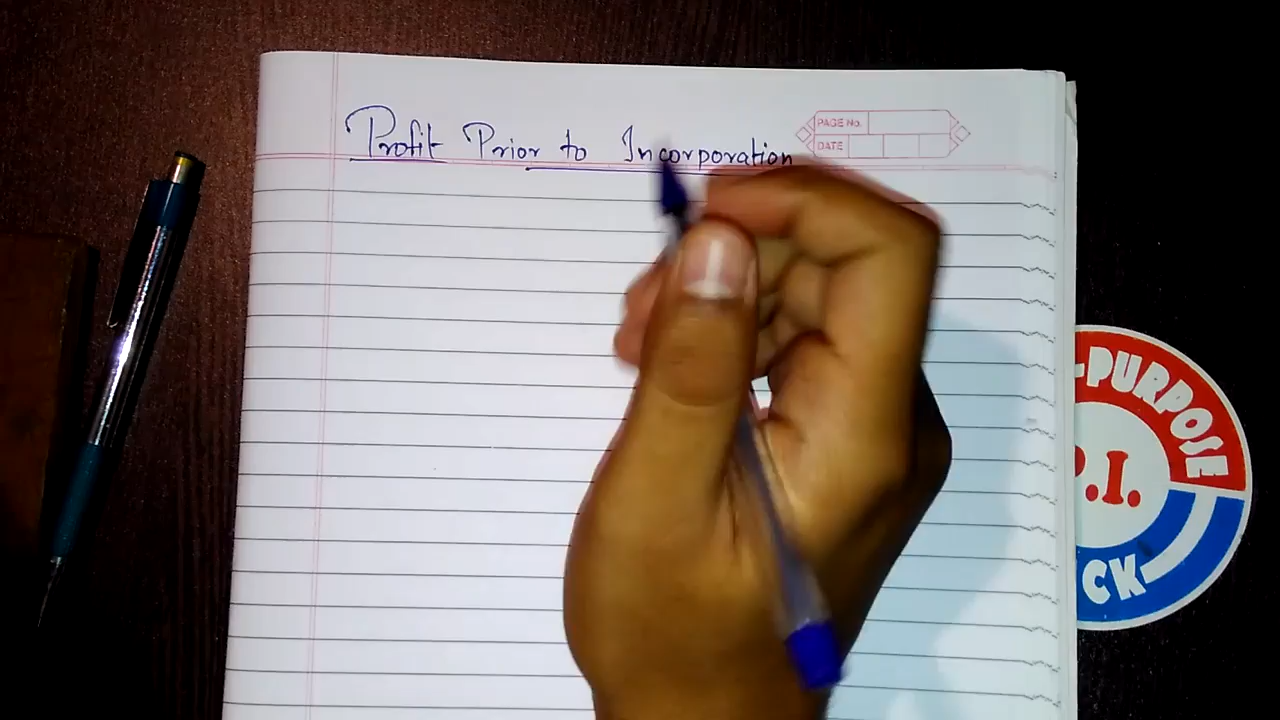 Profit Prior to Incorporation
PAGE No.
DATE
-PURPOSE
P.I.
CK